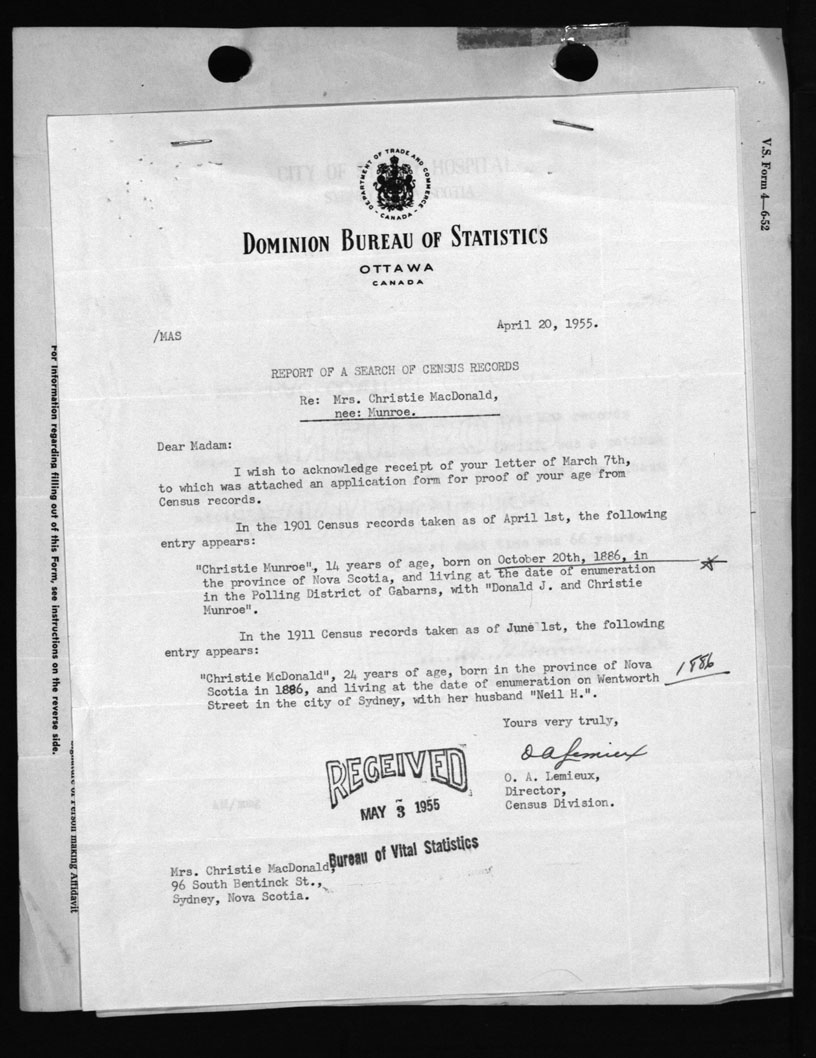 DEPARTMENT OF TRADE AND COMMERCE
CANADA
DOMINION BUREAU OF STATISTICS
OTTAWA
CANADA
V.S. Form 4—6-52
April 20, 1955.
/MAS
REPORT OF A SEARCH OF CENSUS RECORDS
Re: Mrs. Christie MacDonald,
nee: Munroe.
Dear Madam:
I wish to acknowledge receipt of your letter of March 7th,
to which was attached an application form for proof of your age from
Census records.
In the 1901 Census records taken as of April 1st, the following
entry appears:
"Christie Munroe", 14 years of age, born on October 20th, 1886, in
the province of Nova Scotia, and living at the date of enumeration
in the Polling District of Gabarns, with "Donald J. and Christie
Munroe".
In the 1911 Census records taken as of June 1st, the following
entry appears:
"Christie McDonald", 24 years of age, born in the province of Nova
Scotia in 1886, and living at the date of enumeration on Wentworth
Street in the city of Sydney, with her husband "Neil H.".
1886
Yours very truly,
O A Lemieux
O. A. Lemieux,
Director,
Census Division.
RECEIVED
MAY 3 1955
Bureau of Vital Statistics
Mrs. Christie MacDonald,
96 South Bentinck St.,
Sydney, Nova Scotia.
For information regarding filling out of this Form, see instructions on the reverse side.
of Person making Affidavit